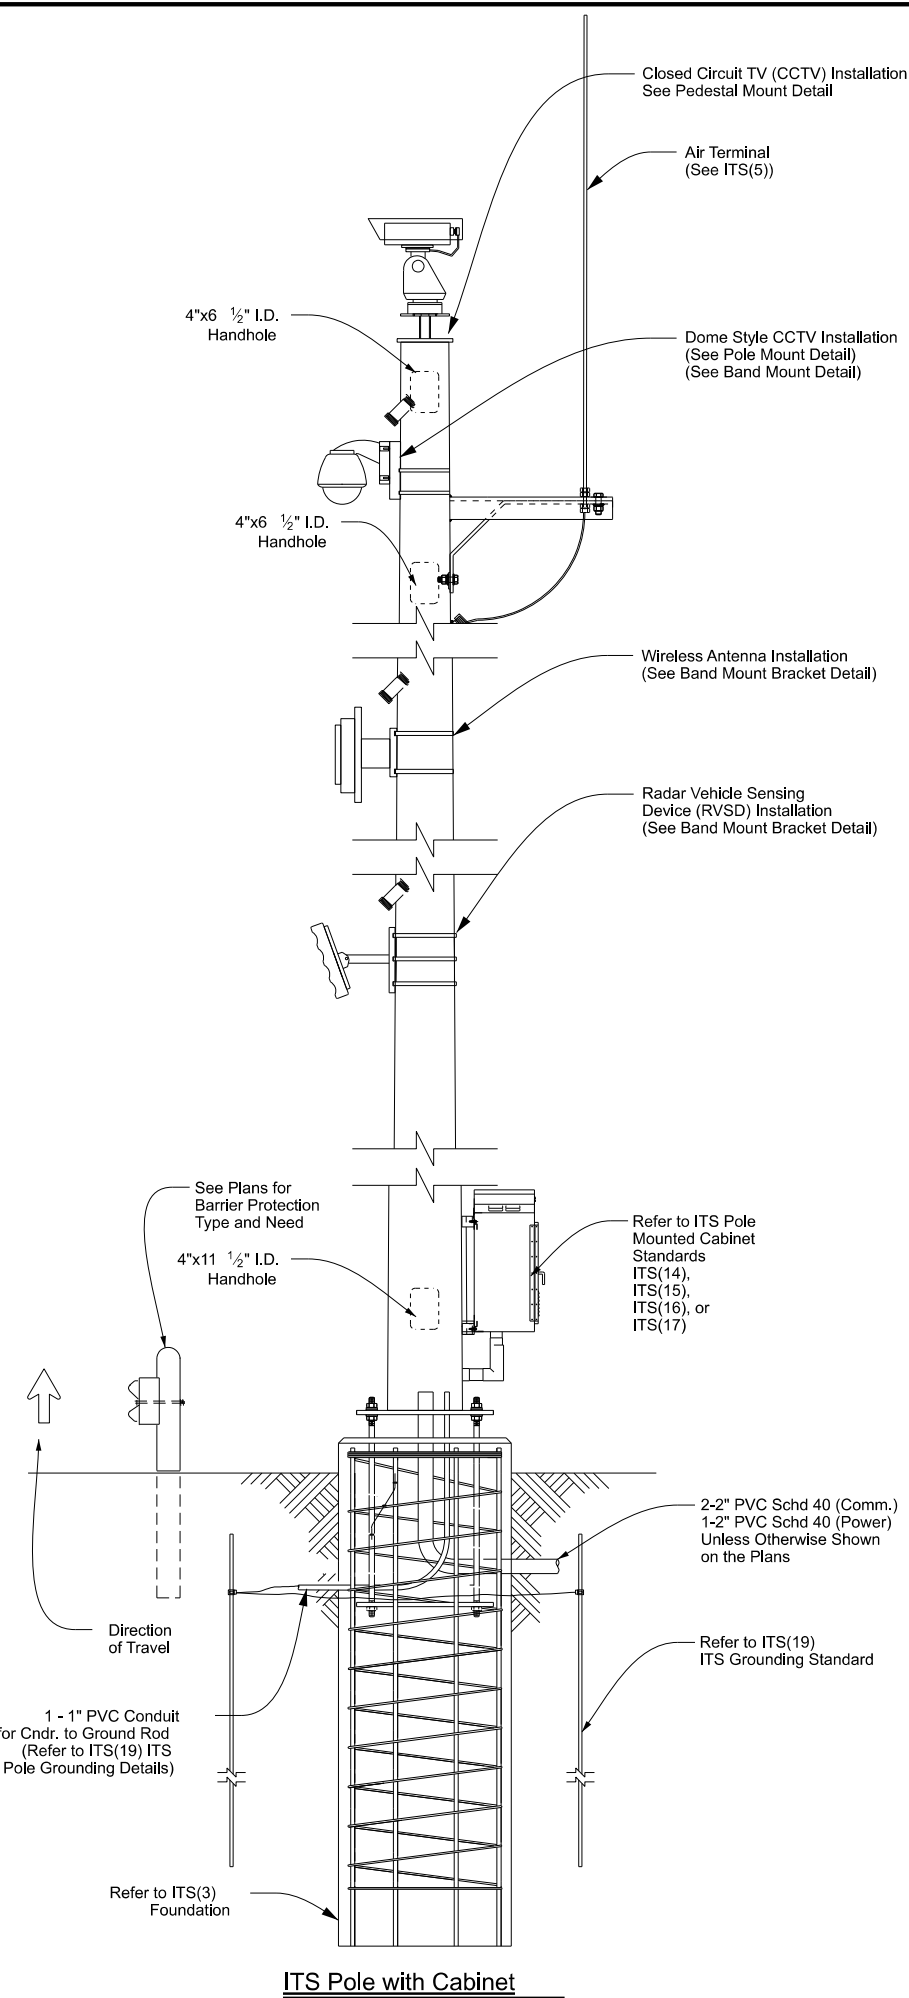 Closed Circuit TV (CCTV) Installation
See Pedestal Mount Detail
Air Terminal
(See ITS(5))
4"x6 ½" I.D.
Handhole
Dome Style CCTV Installation
(See Pole Mount Detail)
(See Band Mount Detail)
4"x6 ½" I.D.
Handhole
Wireless Antenna Installation
(See Band Mount Bracket Detail)
Radar Vehicle Sensing
Device (RVSD) Installation
(See Band Mount Bracket Detail)
See Plans for
Barrier Protection
Type and Need
4"x11 ½" I.D.
Handhole
Refer to ITS Pole
Mounted Cabinet
Standards
ITS(14),
ITS(15),
ITS(16), or
ITS(17)
2-2" PVC Schd 40 (Comm.)
1-2" PVC Schd 40 (Power)
Unless Otherwise Shown
on the Plans
Direction
of Travel
Refer to ITS(19)
ITS Grounding Standard
1 - 1" PVC Conduit
for Cndr. to Ground Rod
(Refer to ITS(19) ITS
Pole Grounding Details)
Refer to ITS(3)
Foundation
ITS Pole with Cabinet